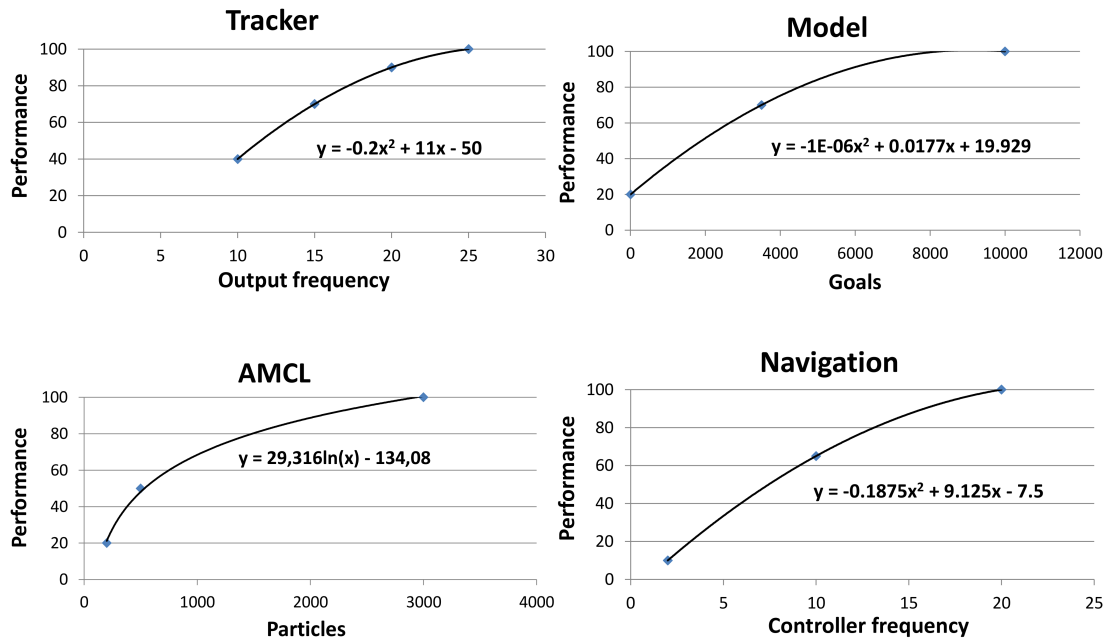 Tracker
100
80
60
40
20
0
Performance
y = -0.2x² + 11x - 50
0 5 10 15 20 25 30
Output frequency
Model
100
80
60
40
20
0
Performance
y = -1E-06x² + 0.0177x + 19.929
0 2000 4000 6000 8000 10000 12000
Goals
AMCL
100
80
60
40
20
0
Performance
y = 29,316ln(x) - 134,08
0 1000 2000 3000 4000
Particles
Navigation
100
80
60
40
20
0
Performance
y = -0.1875x² + 9.125x - 7.5
0 5 10 15 20 25
Controller frequency